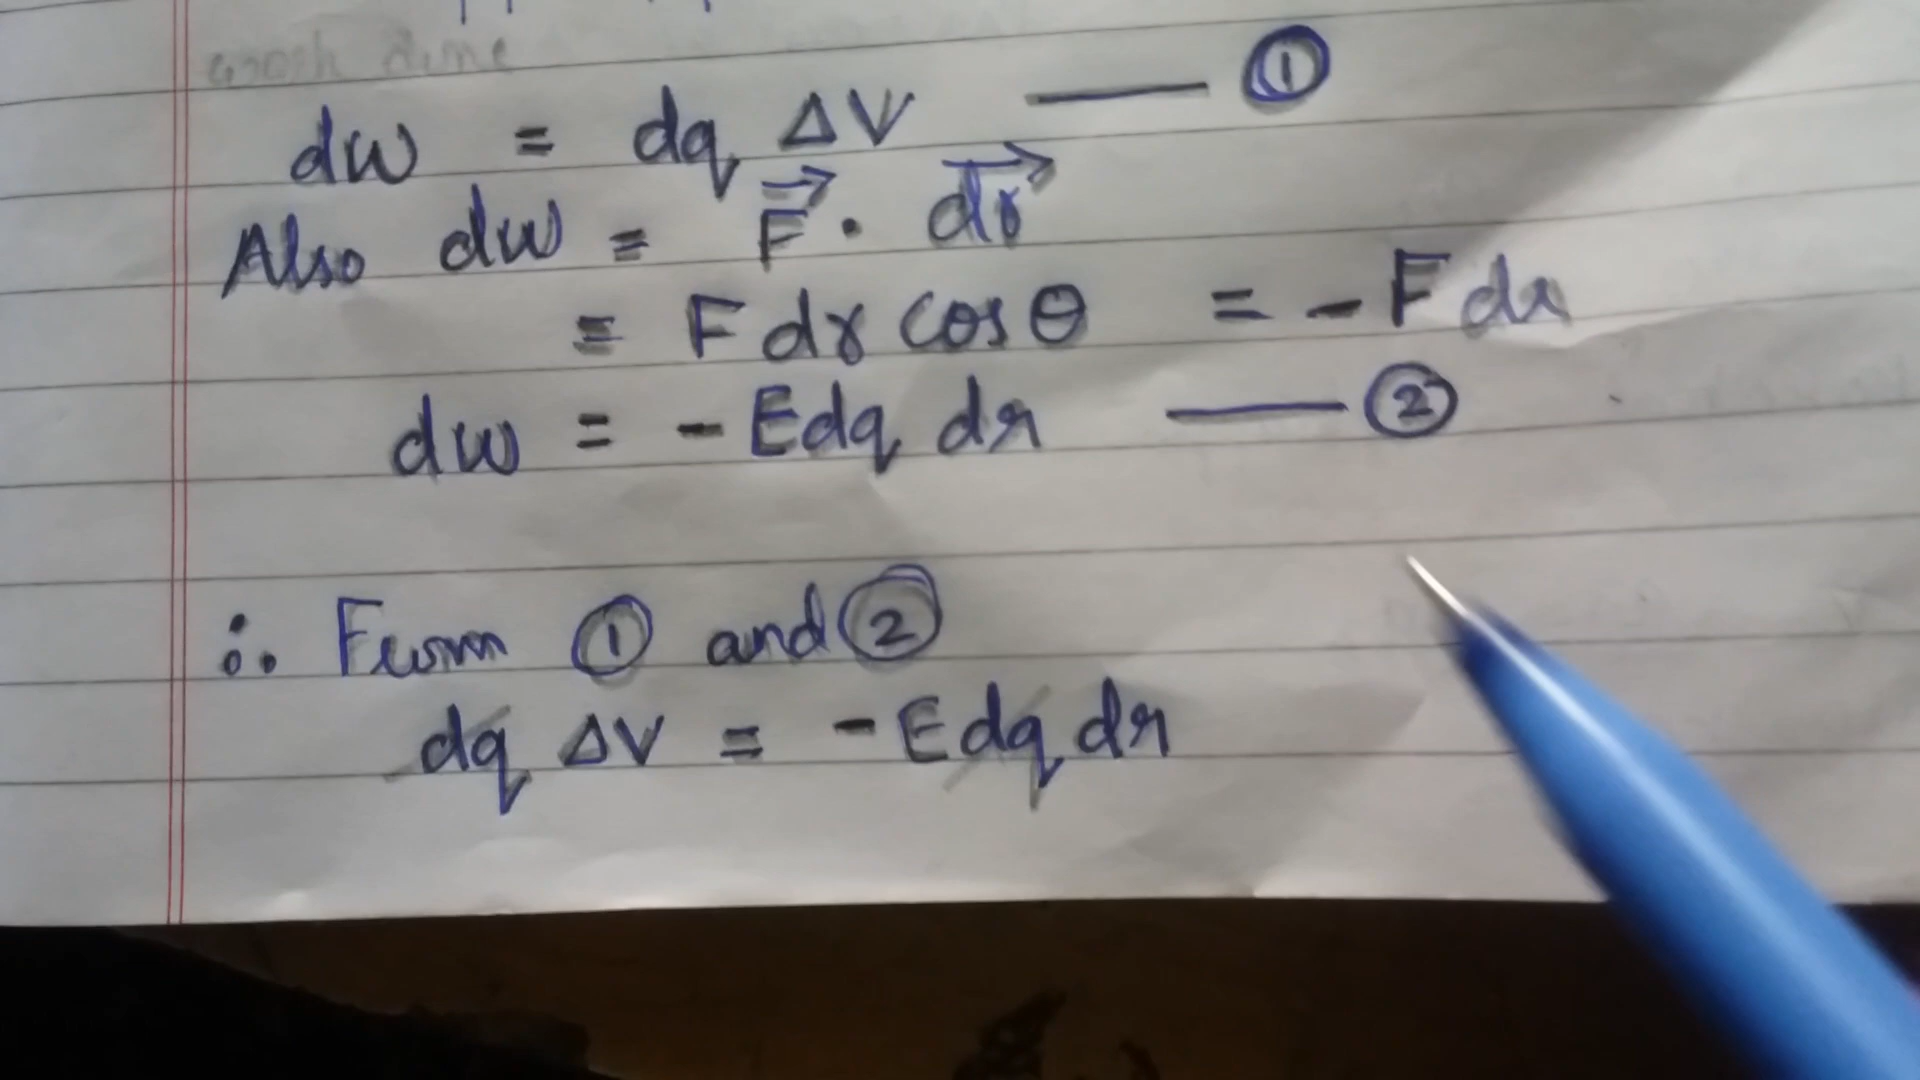 dw = dq ΔV —— ①
Also dw = F⃗ · d⃗r
= F dr cos θ = - F dr
dw = - E dq dr —— ②
∴ From ① and ②
dq ΔV = - E dq dr